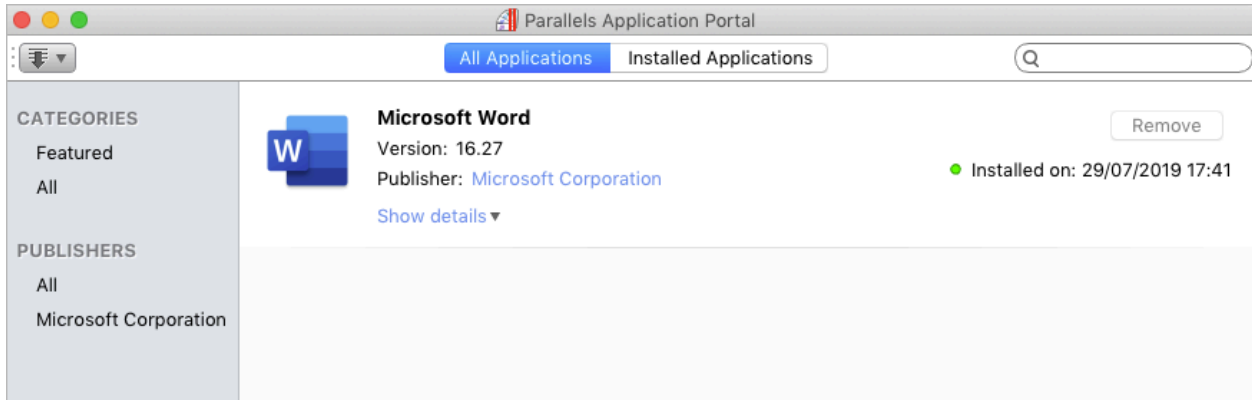 Parallels Application Portal
All Applications
Installed Applications
CATEGORIES
Featured
All
PUBLISHERS
All
Microsoft Corporation
W
Microsoft Word
Version: 16.27
Publisher: Microsoft Corporation
Show details
Remove
Installed on: 29/07/2019 17:41